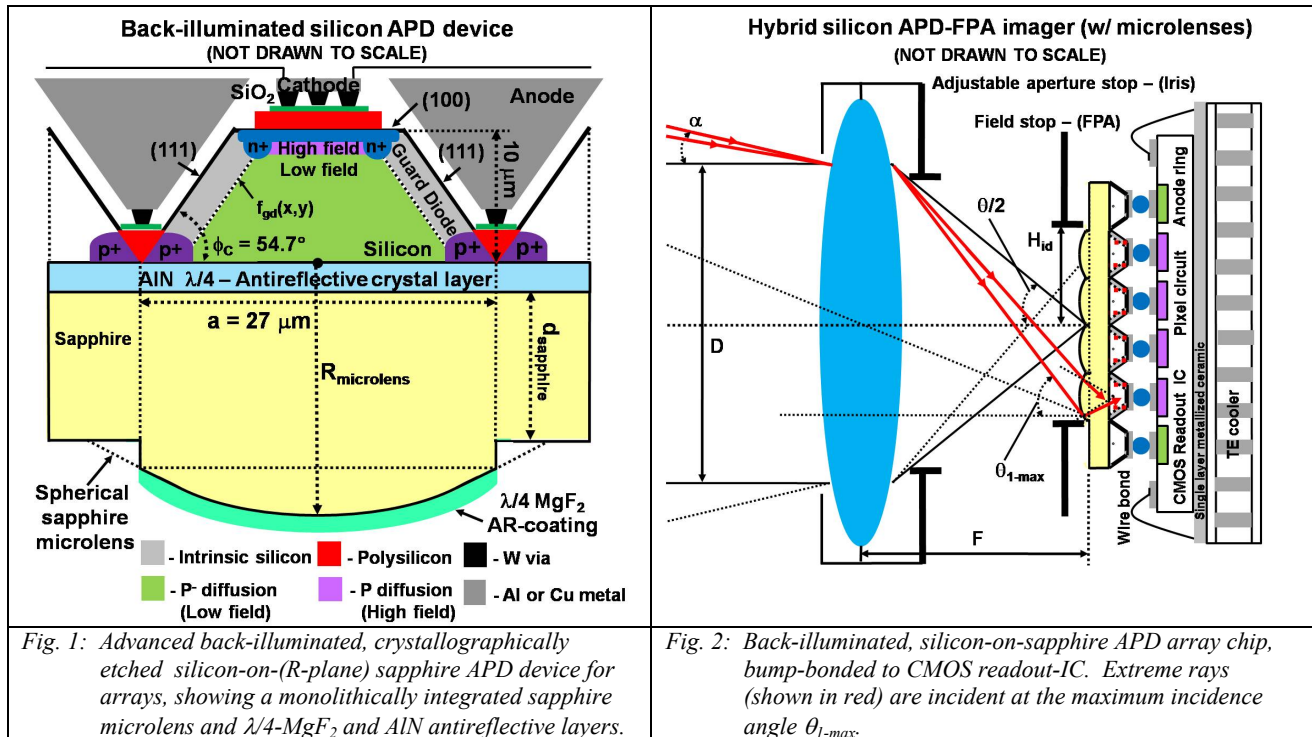 Back-illuminated silicon APD device
(NOT DRAWN TO SCALE)
SiO2
Cathode
Anode
(100)
(111)
(111)
n+
High field
n+
Low field
Guard Diode
10 μm
fgd(x,y)
ϕC = 54.7°
Silicon
p+
p+
p+
p+
AlN λ/4 – Antireflective crystal layer
a = 27 μm
Sapphire
dsapphire
Rmicrolens
Spherical
sapphire
microlens
λ/4 MgF2
AR-coating
- Intrinsic silicon
- Polysilicon
- W via
- P- diffusion
(Low field)
- P diffusion
(High field)
- Al or Cu metal
Fig. 1: Advanced back-illuminated, crystallographically
etched silicon-on-(R-plane) sapphire APD device for
arrays, showing a monolithically integrated sapphire
microlens and λ/4-MgF2 and AlN antireflective layers.
Hybrid silicon APD-FPA imager (w/ microlenses)
(NOT DRAWN TO SCALE)
Adjustable aperture stop – (Iris)
Field stop – (FPA)
α
θ/2
Hid
D
θ1-max
F
Wire bond
Anode ring
Pixel circuit
CMOS Readout IC
Single layer metallized ceramic
TE cooler
Fig. 2: Back-illuminated, silicon-on-sapphire APD array chip,
bump-bonded to CMOS readout-IC. Extreme rays
(shown in red) are incident at the maximum incidence
angle θ1-max.